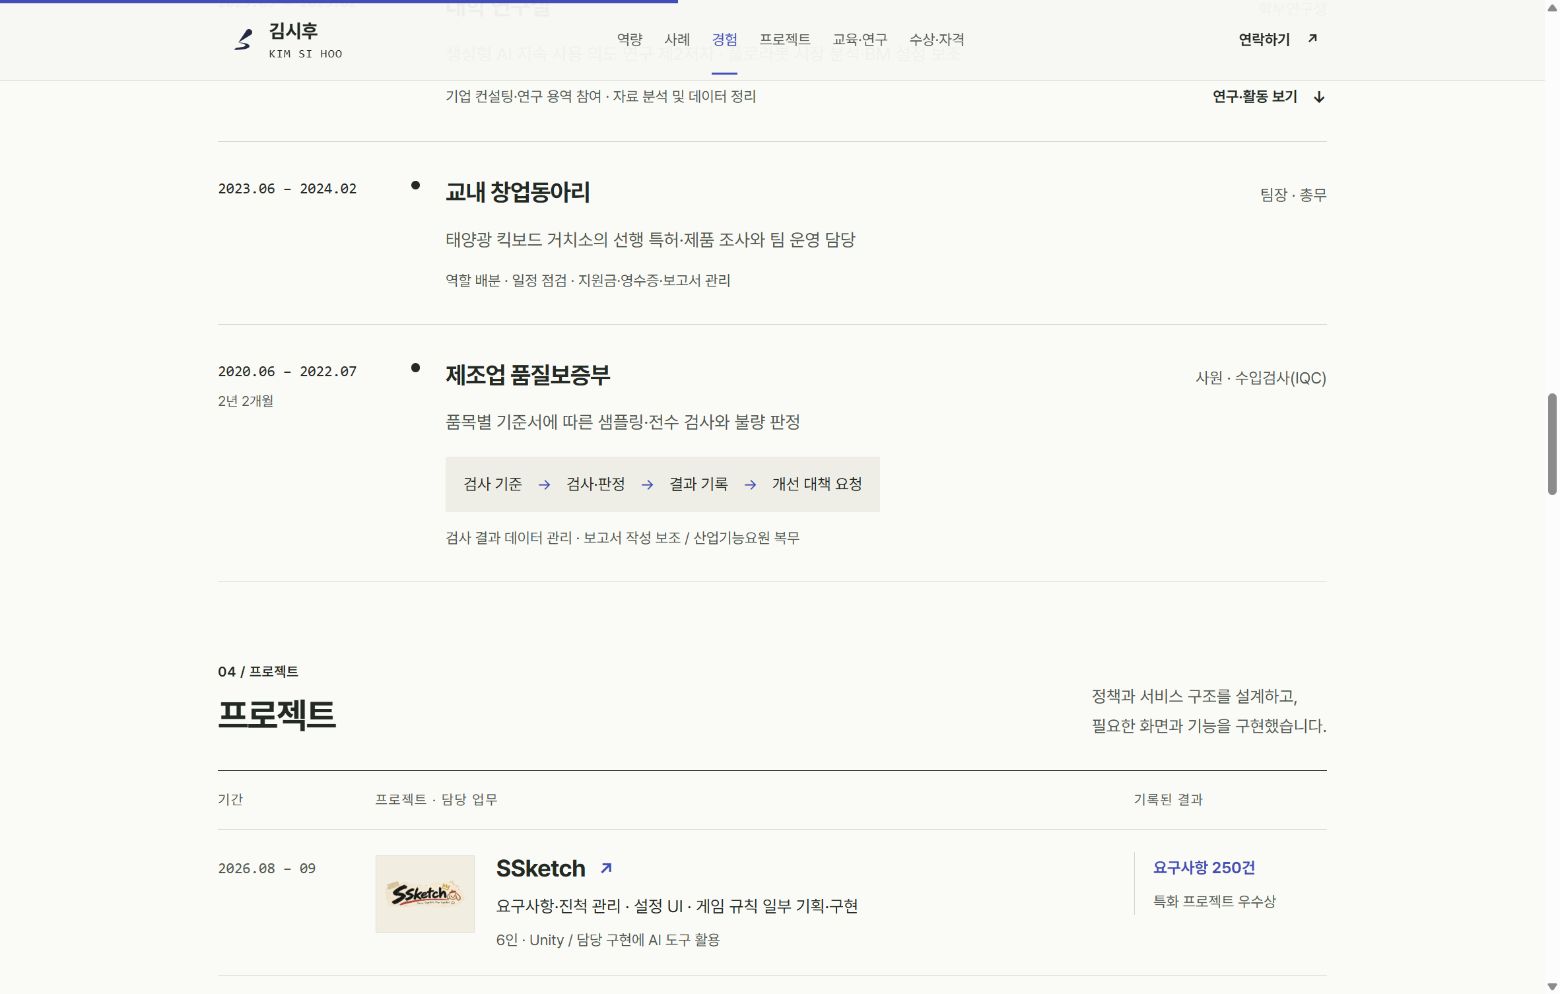 김시후
KIM SI HOO
역량 사례 경험 프로젝트 교육·연구 수상·자격
연락하기
기업 컨설팅·연구 용역 참여 · 자료 분석 및 데이터 정리
연구·활동 보기 ↓
2023.06 – 2024.02
교내 창업동아리
팀장 · 총무
태양광 킥보드 거치소의 선행 특허·제품 조사와 팀 운영 담당
역할 배분 · 일정 점검 · 지원금·영수증·보고서 관리
2020.06 – 2022.07
2년 2개월
제조업 품질보증부
사원 · 수입검사(IQC)
품목별 기준서에 따른 샘플링·전수 검사와 불량 판정
검사 기준 → 검사·판정 → 결과 기록 → 개선 대책 요청
검사 결과 데이터 관리 · 보고서 작성 보조 / 산업기능요원 복무
04 / 프로젝트
프로젝트
정책과 서비스 구조를 설계하고,
필요한 화면과 기능을 구현했습니다.
기간
프로젝트 · 담당 업무
기록된 결과
2026.08 – 09
SSketch
SSketch ↗
요구사항·진척 관리 · 설정 UI · 게임 규칙 일부 기획·구현
6인 · Unity / 담당 구현에 AI 도구 활용
요구사항 250건
특화 프로젝트 우수상